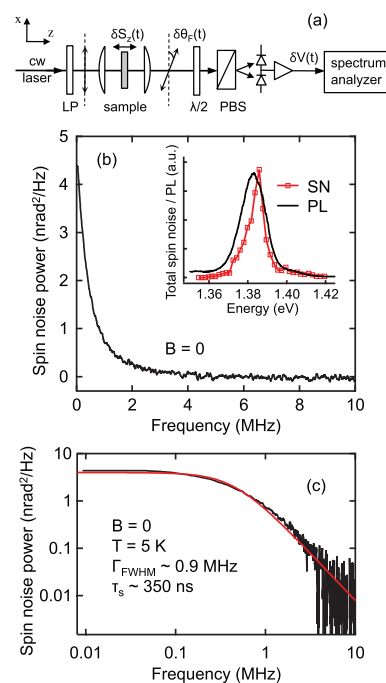 (a)
x
z
δS_z(t)
δθ_F(t)
δV(t)
cw
laser
LP
sample
λ/2
PBS
spectrum
analyzer
(b)
Spin noise power (nrad²/Hz)
5
4
3
2
1
0
0 2 4 6 8 10
Frequency (MHz)
B = 0
Total spin noise / PL (a.u.)
SN
PL
1.36 1.38 1.40 1.42
Energy (eV)
(c)
Spin noise power (nrad²/Hz)
10
1
0.1
0.01
B = 0
T = 5 K
Γ_FWHM ~ 0.9 MHz
τ_s ~ 350 ns
0.01 0.1 1 10
Frequency (MHz)